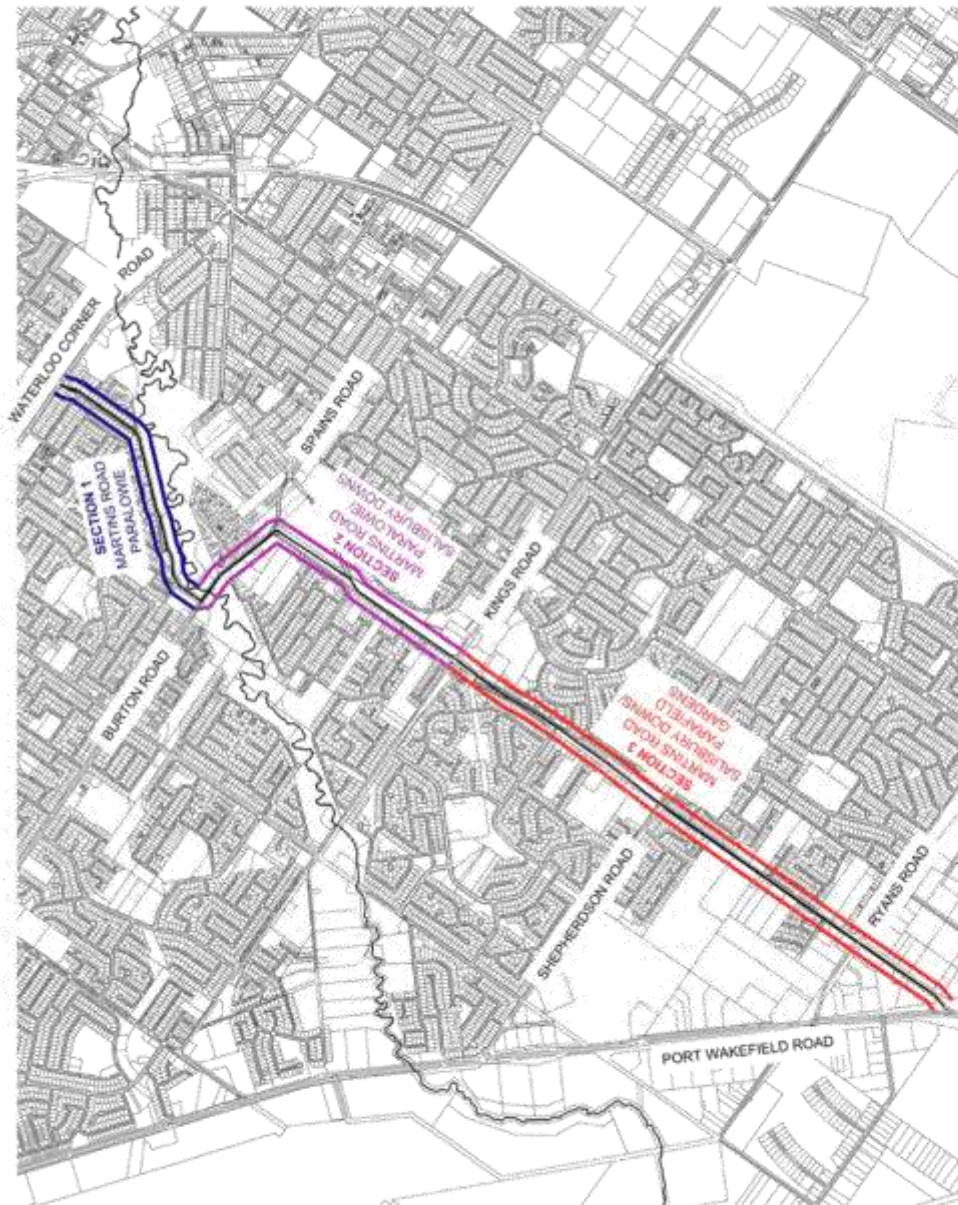 WATERLOO CORNER ROAD
SECTION 1
MARTINS ROAD
PARALOWIE
SPAINS ROAD
SECTION 2
MARTINS ROAD
PARALOWIE/
SALISBURY DOWNS
BURTON ROAD
KINGS ROAD
SECTION 3
MARTINS ROAD
SALISBURY DOWNS/
PARAFIELD
GARDENS
SHEPHERDSON ROAD
RYANS ROAD
PORT WAKEFIELD ROAD